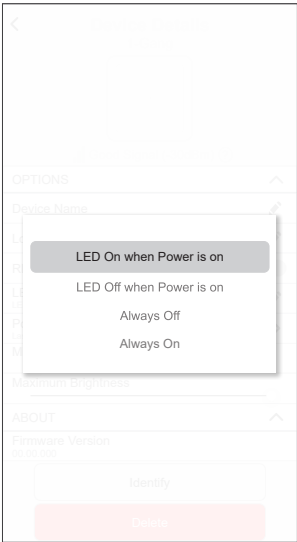 OPTIONS
Device Name
LED On when Power is on
LED Off when Power is on
Always Off
Always On
Maximum Brightness
ABOUT
Firmware Version
Identify
Delete